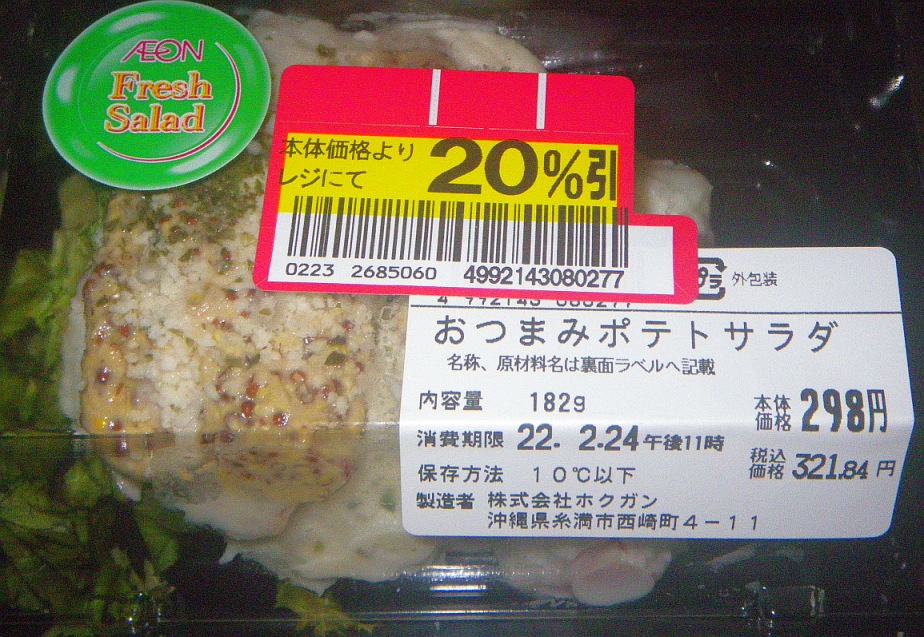 ÆON
Fresh
Salad
本体価格より
レジにて
20%引
0223 2685060 4992143080277
プラ 外包装
おつまみポテトサラダ
名称、原材料名は裏面ラベルへ記載
内容量 182g
本体価格 298円
消費期限 22. 2.24 午後11時
税込価格 321.84 円
保存方法 10℃以下
製造者 株式会社ホクガン
沖縄県糸満市西崎町4-11